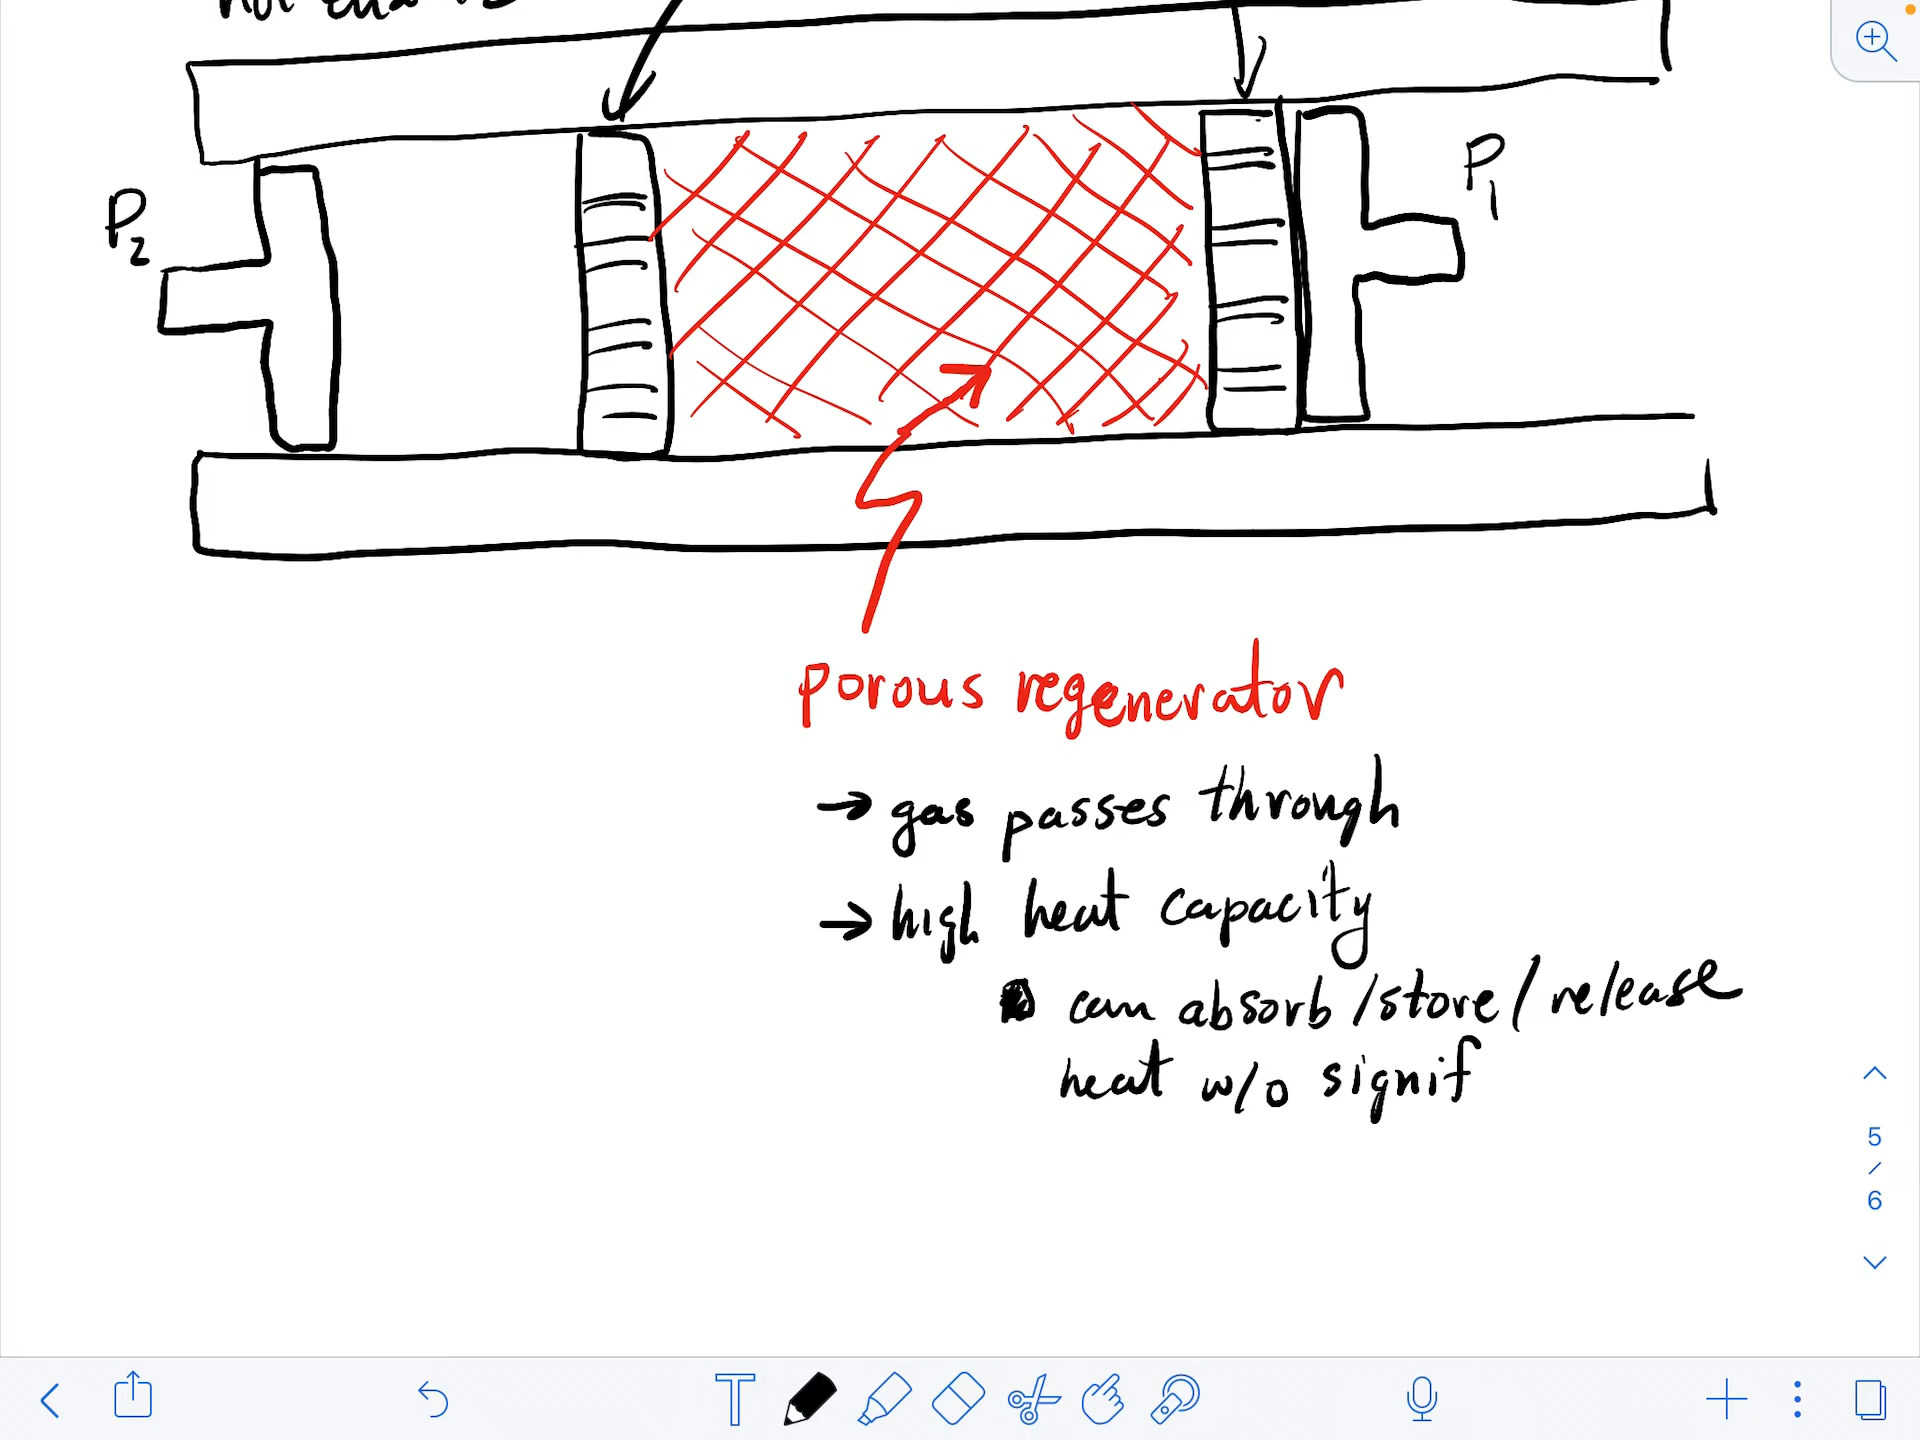 P2
P1
porous regenerator
→ gas passes through
→ high heat capacity
can absorb/store/release
heat w/o signif
5
/
6
T